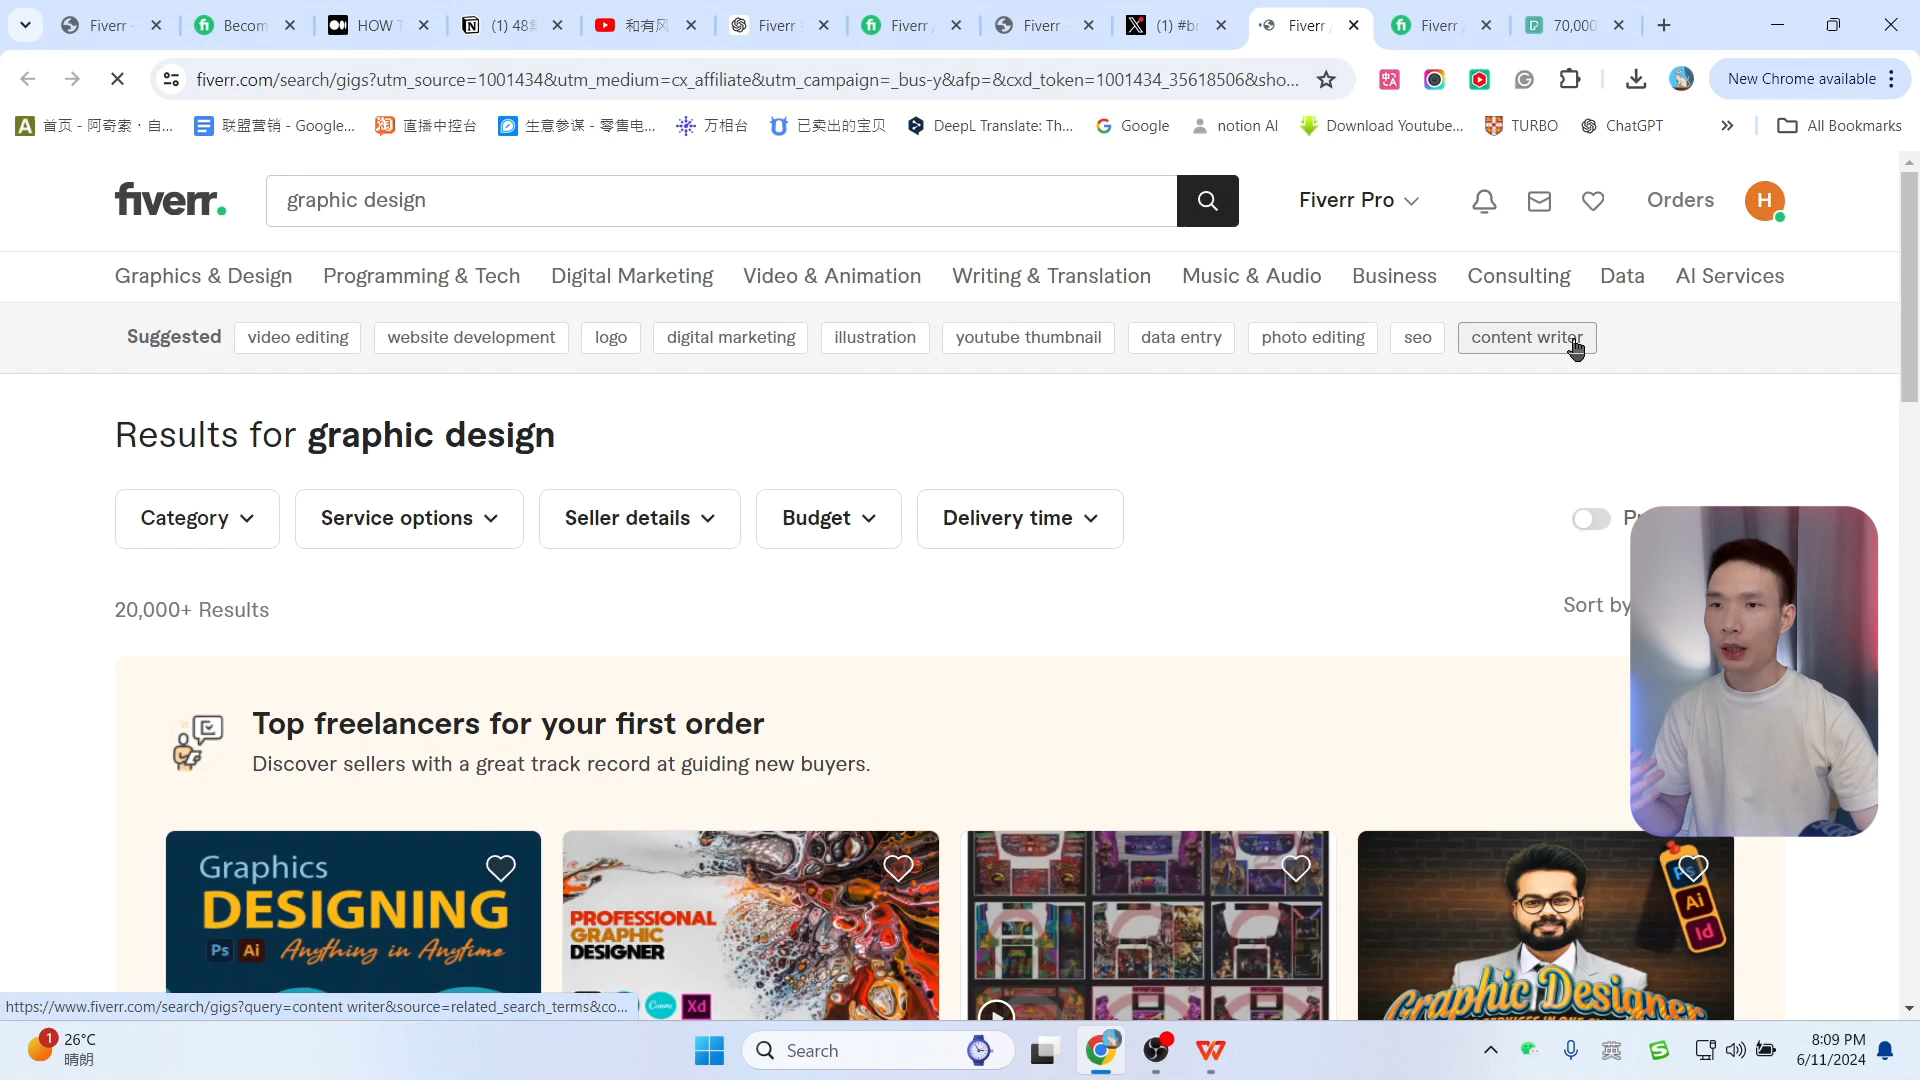 Fiverr -
Becom
HOW T
(1) 48
和有风
Fiverr
Fiverr /
Fiverr -
(1) #br
Fiverr /
Fiverr /
70,000
fiverr.com/search/gigs?utm_source=1001434&utm_medium=cx_affiliate&utm_campaign=_bus-y&afp=&cxd_token=1001434_35618506&sho...
New Chrome available
首页 - 阿奇索 · 自...
联盟营销 - Google...
直播中控台
生意参谋 - 零售电...
万相台
已卖出的宝贝
DeepL Translate: Th...
Google
notion AI
Download Youtube...
TURBO
ChatGPT
All Bookmarks
fiverr.
graphic design
Fiverr Pro
Orders
H
Graphics & Design
Programming & Tech
Digital Marketing
Video & Animation
Writing & Translation
Music & Audio
Business
Consulting
Data
AI Services
Suggested
video editing
website development
logo
digital marketing
illustration
youtube thumbnail
data entry
photo editing
seo
content writer
Results for graphic design
Category
Service options
Seller details
Budget
Delivery time
20,000+ Results
Sort by
Top freelancers for your first order
Discover sellers with a great track record at guiding new buyers.
Graphics
DESIGNING
Ps Ai Anything in Anytime
PROFESSIONAL
GRAPHIC
DESIGNER
Canva
Xd
Ps
Ai
Id
Graphic Designer
https://www.fiverr.com/search/gigs?query=content writer&source=related_search_terms&co...
1
26°C
晴朗
Search
英
8:09 PM
6/11/2024